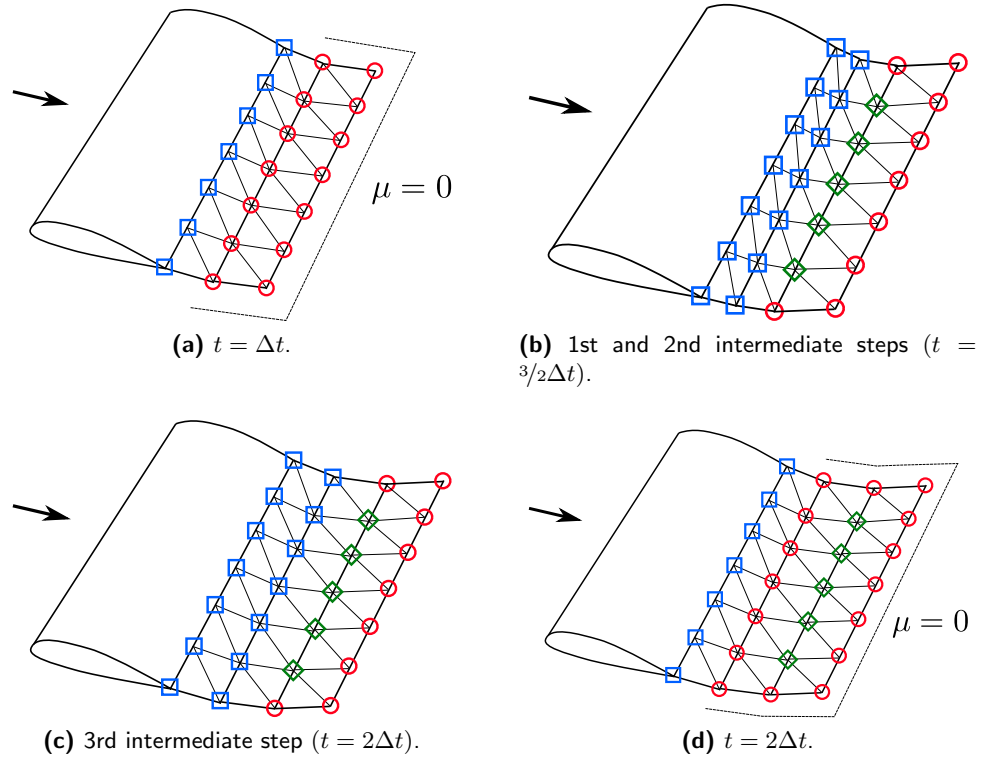 μ = 0
(a) t = Δt.
(b) 1st and 2nd intermediate steps (t =
3/2Δt).
(c) 3rd intermediate step (t = 2Δt).
μ = 0
(d) t = 2Δt.